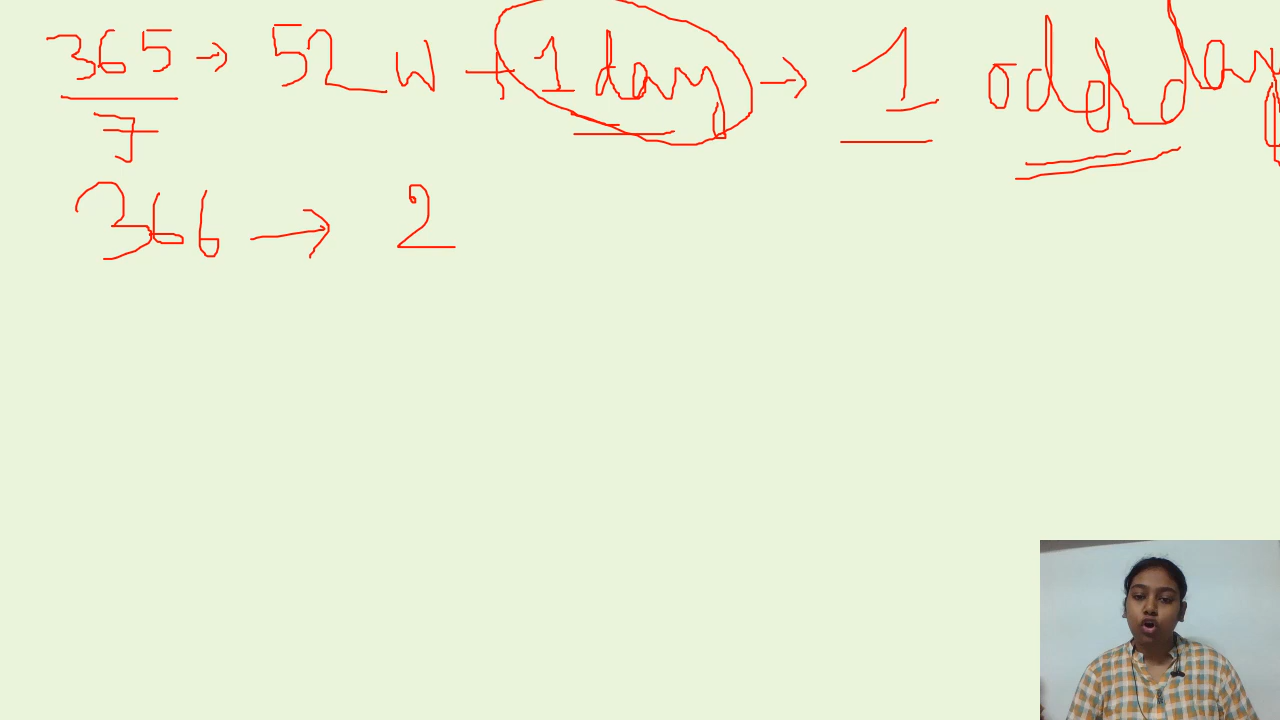 365/7 → 52 W + 1 day → 1 odd day
366 → 2